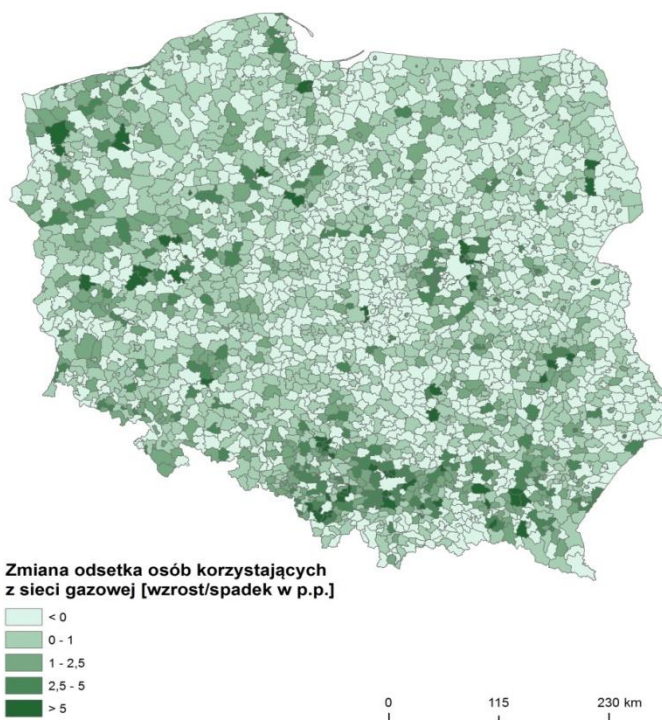 Zmiana odsetka osób korzystających
z sieci gazowej [wzrost/spadek w p.p.]
< 0
0 - 1
1 - 2,5
2,5 - 5
> 5
0 115 230 km